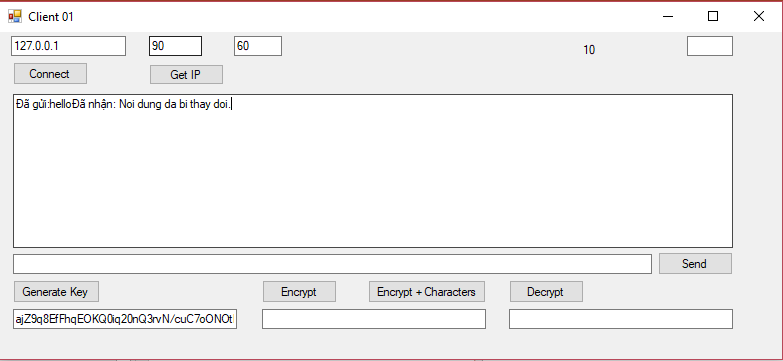 Client 01
127.0.0.1 90 60 10
Connect Get IP
Đã gửi:helloĐã nhận: Noi dung da bi thay doi.
Send
Generate Key Encrypt Encrypt + Characters Decrypt
ajZ9q8EfFhqEOKQ0iq20nQ3rvN/cuC7oONOt